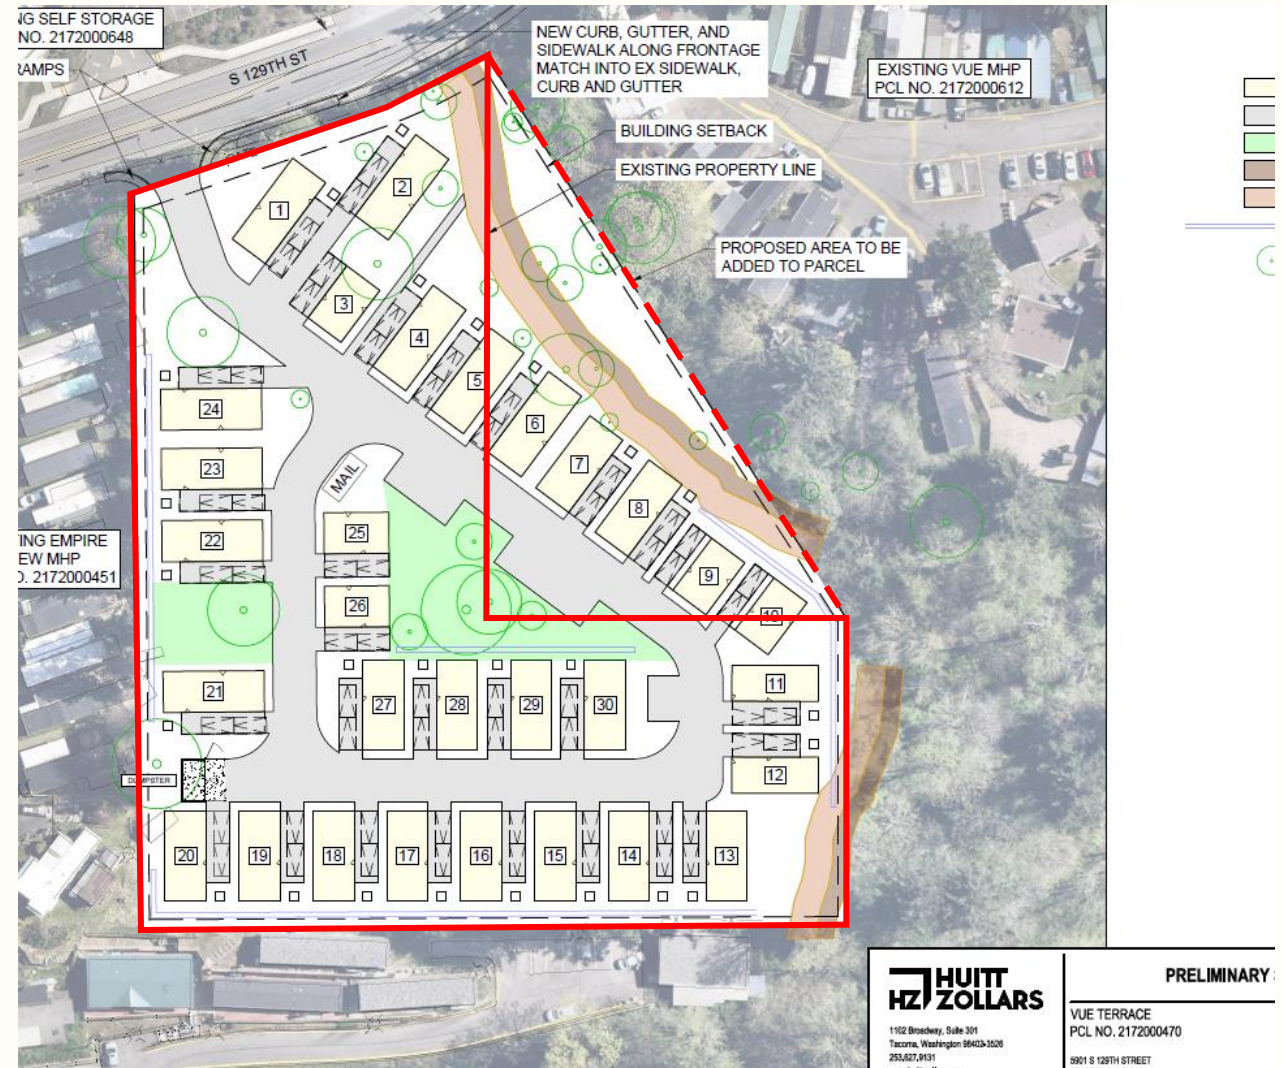 NG SELF STORAGE
NO. 2172000648
RAMPS
S 129TH ST
NEW CURB, GUTTER, AND
SIDEWALK ALONG FRONTAGE
MATCH INTO EX SIDEWALK,
CURB AND GUTTER
EXISTING VUE MHP
PCL NO. 2172000612
BUILDING SETBACK
EXISTING PROPERTY LINE
PROPOSED AREA TO BE
ADDED TO PARCEL
1
2
3
4
5
6
7
8
9
10
11
12
13
14
15
16
17
18
19
20
21
22
23
24
25
26
27
28
29
30
MAIL
TING EMPIRE
EW MHP
O. 2172000451
DUMPSTER
HUITT
HZ ZOLLARS
1102 Broadway, Suite 301
Tacoma, Washington 98402-3526
253.627.9131
PRELIMINARY
VUE TERRACE
PCL NO. 2172000470
5901 S 129TH STREET